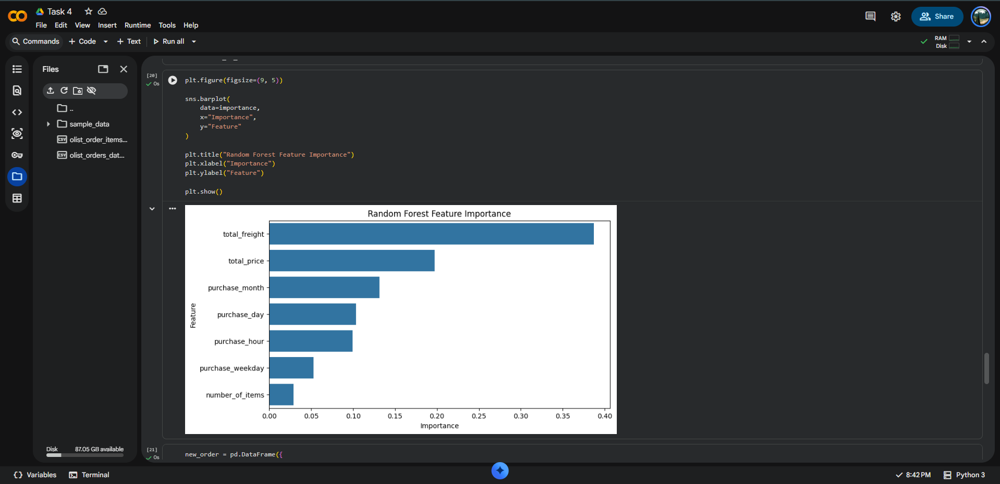 Task 4
File Edit View Insert Runtime Tools Help
Share
Commands + Code + Text Run all
RAM
Disk
Files
..
sample_data
olist_order_items...
olist_orders_dat...
Disk 87.05 GB available
[20]
0s
plt.figure(figsize=(9, 5))
sns.barplot(
data=importance,
x="Importance",
y="Feature"
)
plt.title("Random Forest Feature Importance")
plt.xlabel("Importance")
plt.ylabel("Feature")
plt.show()
Random Forest Feature Importance
Feature
total_freight
total_price
purchase_month
purchase_day
purchase_hour
purchase_weekday
number_of_items
0.00 0.05 0.10 0.15 0.20 0.25 0.30 0.35 0.40
Importance
[21]
0s
new_order = pd.DataFrame({
Variables Terminal
8:42 PM Python 3